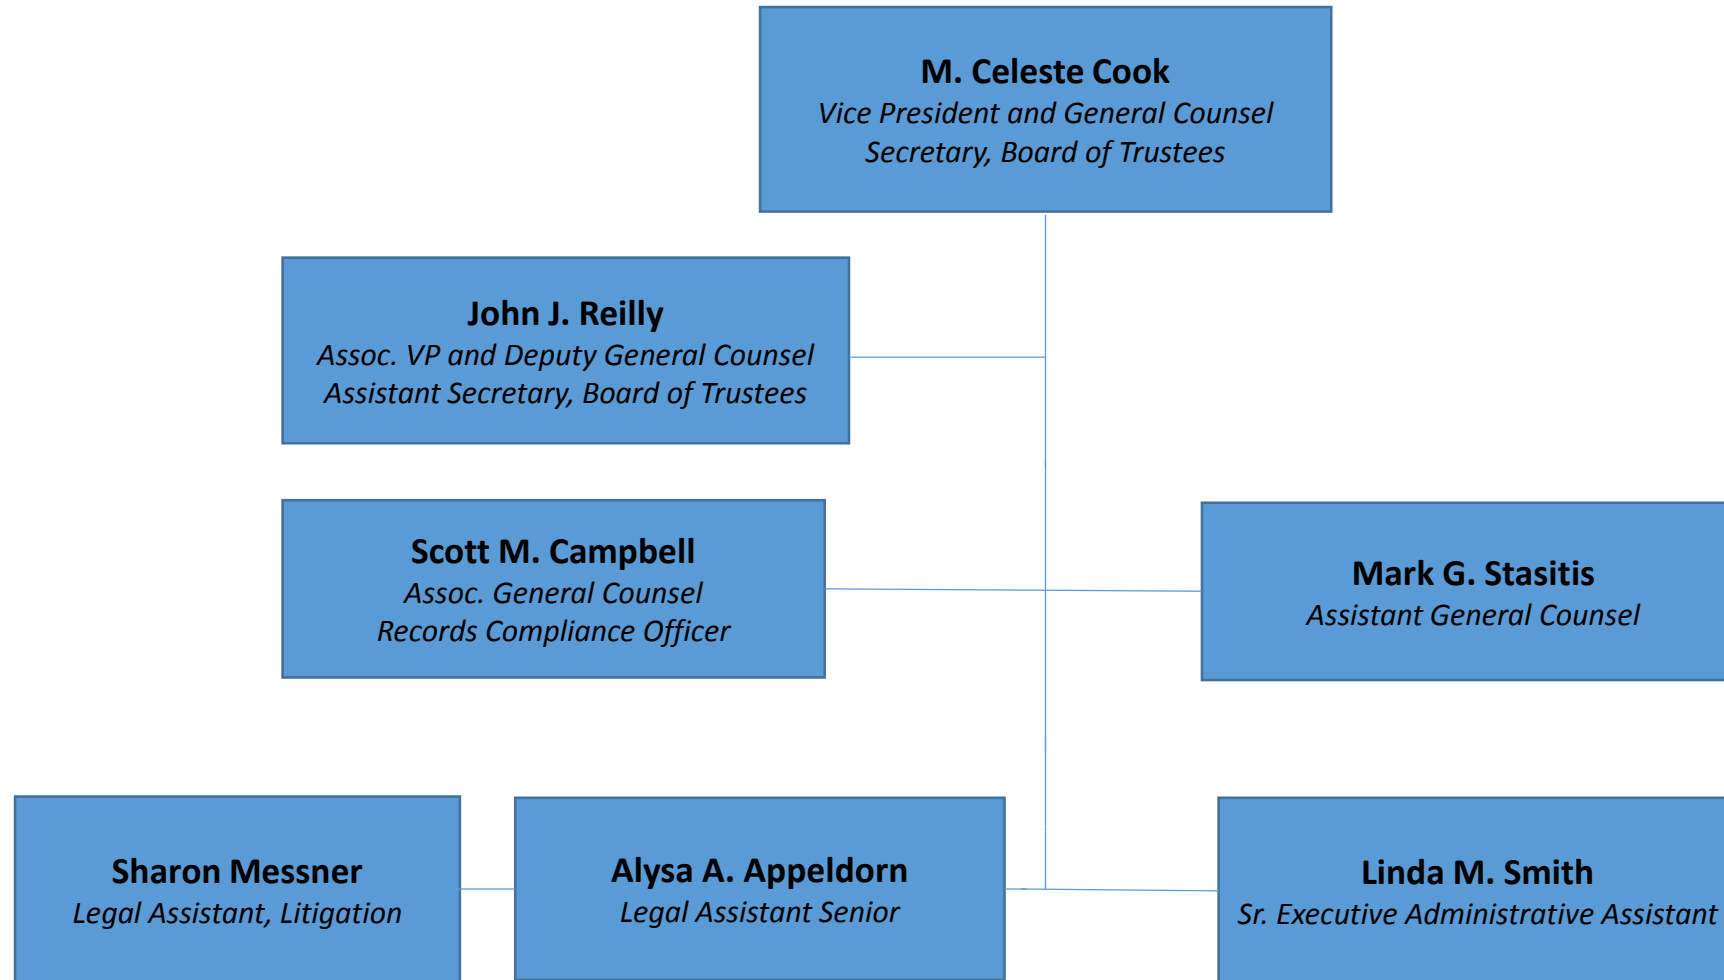 M. Celeste Cook
Vice President and General Counsel
Secretary, Board of Trustees
John J. Reilly
Assoc. VP and Deputy General Counsel
Assistant Secretary, Board of Trustees
Scott M. Campbell
Assoc. General Counsel
Records Compliance Officer
Mark G. Stasitis
Assistant General Counsel
Sharon Messner
Legal Assistant, Litigation
Alysa A. Appeldorn
Legal Assistant Senior
Linda M. Smith
Sr. Executive Administrative Assistant